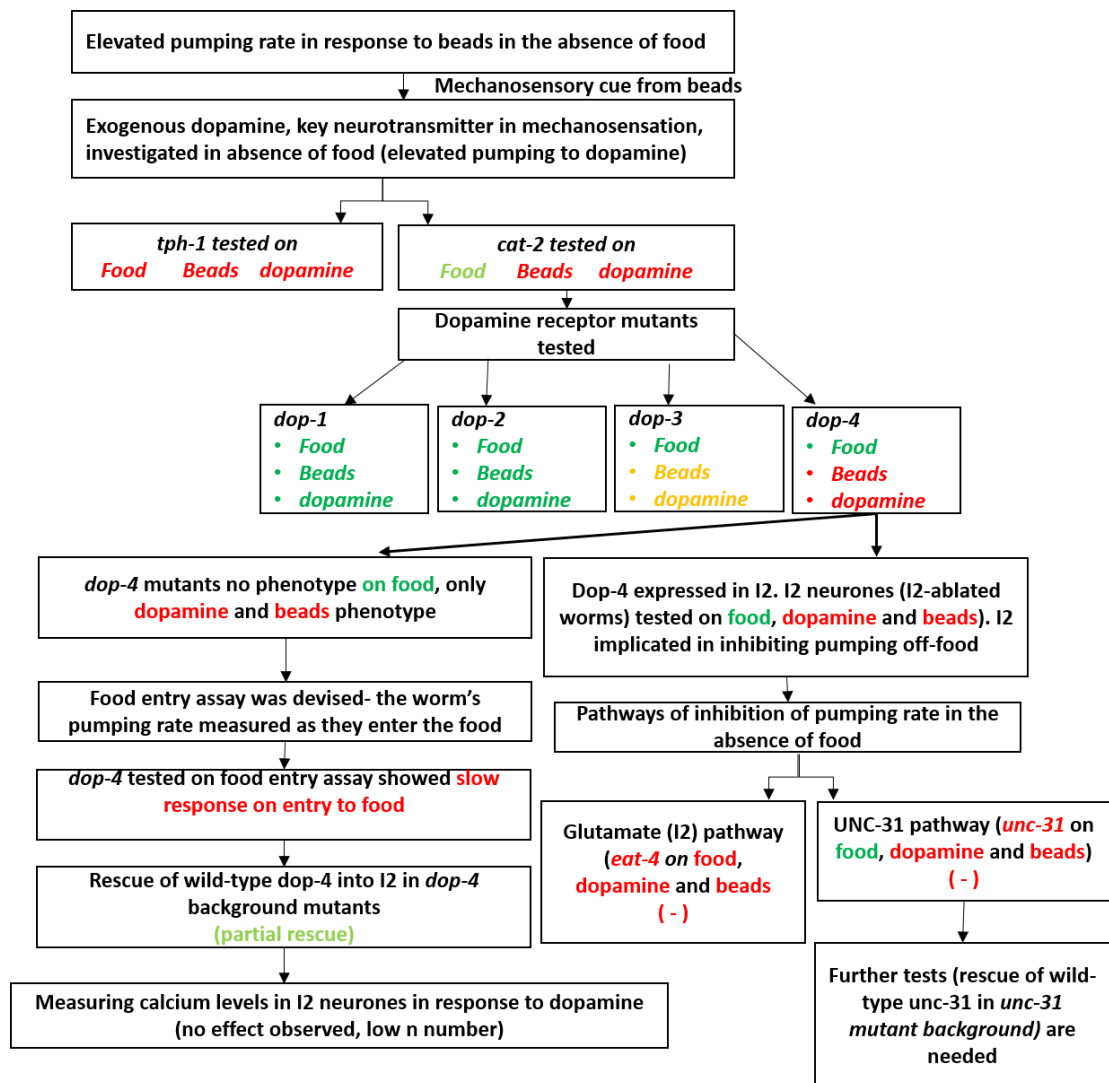 Elevated pumping rate in response to beads in the absence of food
Mechanosensory cue from beads
Exogenous dopamine, key neurotransmitter in mechanosensation,
investigated in absence of food (elevated pumping to dopamine)
tph-1 tested on
Food Beads dopamine
cat-2 tested on
Food Beads dopamine
Dopamine receptor mutants
tested
dop-1
• Food
• Beads
• dopamine
dop-2
• Food
• Beads
• dopamine
dop-3
• Food
• Beads
• dopamine
dop-4
• Food
• Beads
• dopamine
dop-4 mutants no phenotype on food, only
dopamine and beads phenotype
Food entry assay was devised- the worm's
pumping rate measured as they enter the food
dop-4 tested on food entry assay showed slow
response on entry to food
Rescue of wild-type dop-4 into I2 in dop-4
background mutants
(partial rescue)
Measuring calcium levels in I2 neurones in response to dopamine
(no effect observed, low n number)
Dop-4 expressed in I2. I2 neurones (I2-ablated
worms) tested on food, dopamine and beads). I2
implicated in inhibiting pumping off-food
Pathways of inhibition of pumping rate in the
absence of food
Glutamate (I2) pathway
(eat-4 on food,
dopamine and beads
( - )
UNC-31 pathway (unc-31 on
food, dopamine and beads)
( - )
Further tests (rescue of wild-
type unc-31 in unc-31
mutant background) are
needed